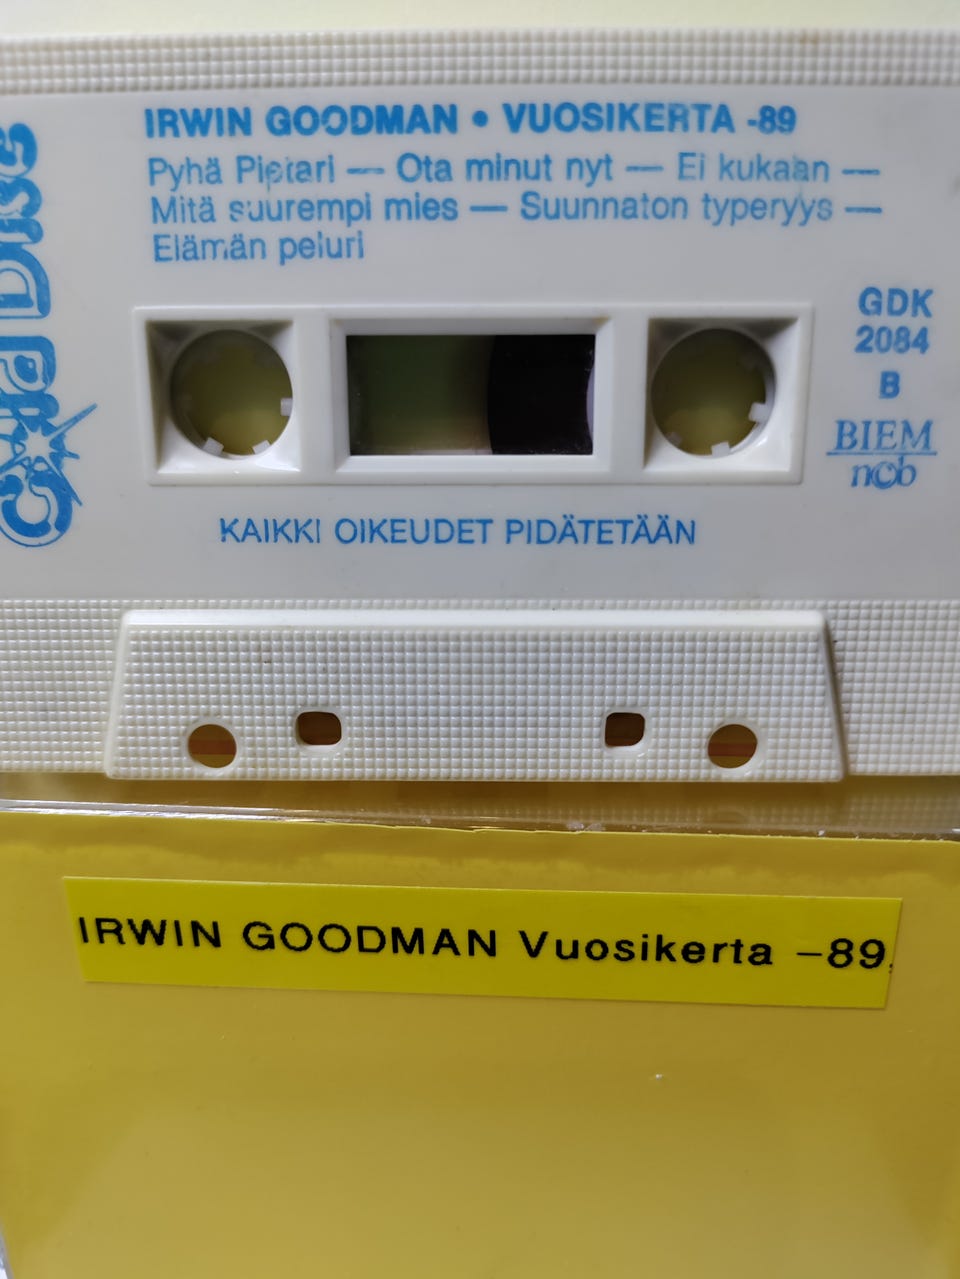 IRWIN GOODMAN • VUOSIKERTA -89
Pyhä Pietari — Ota minut nyt — Ei kukaan —
Mitä suurempi mies — Suunnaton typeryys —
Elämän peluri
GDK
2084
B
BIEM
ncb
KAIKKI OIKEUDET PIDÄTETÄÄN
IRWIN GOODMAN Vuosikerta -89